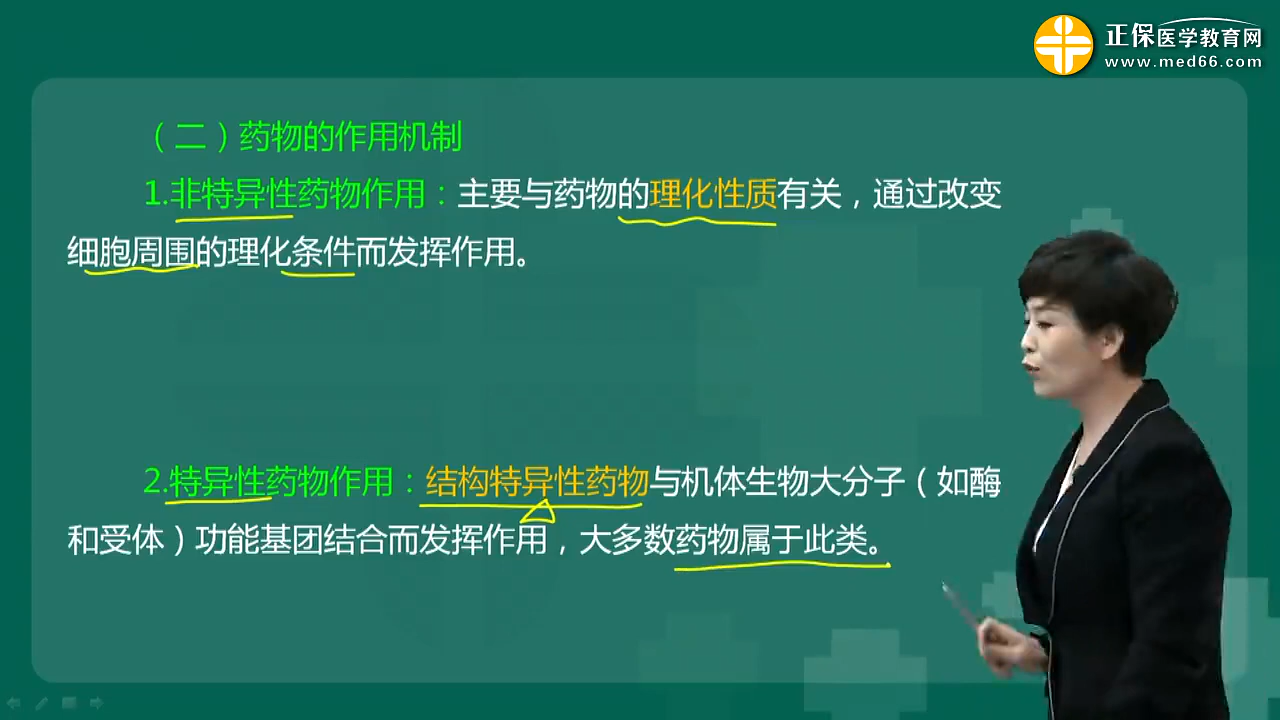 正保医学教育网
www.med66.com
（二）药物的作用机制
1.非特异性药物作用：主要与药物的理化性质有关，通过改变
细胞周围的理化条件而发挥作用。
2.特异性药物作用：结构特异性药物与机体生物大分子（如酶
和受体）功能基团结合而发挥作用，大多数药物属于此类。